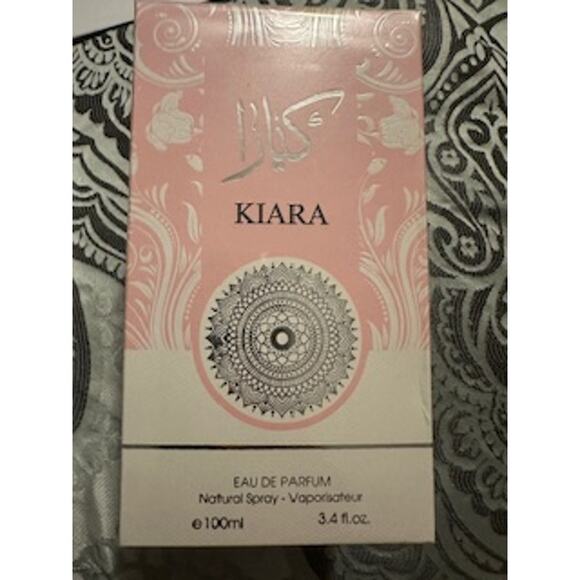 كيارا
KIARA
EAU DE PARFUM
Natural Spray - Vaporisateur
e 100ml 3.4 fl.oz.